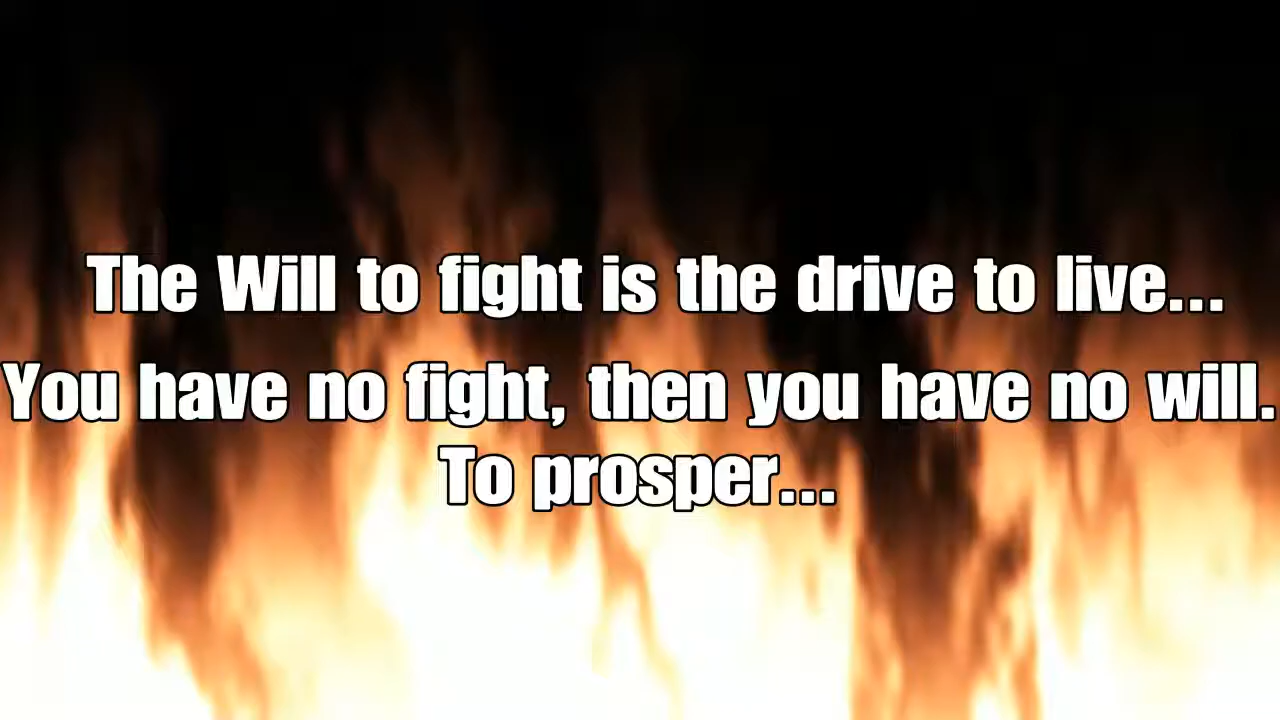 The Will to fight is the drive to live...
You have no fight, then you have no will.
To prosper...